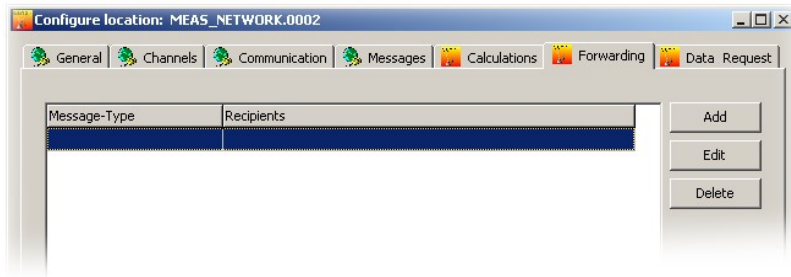 Configure location: MEAS_NETWORK.0002
General Channels Communication Messages Calculations Forwarding Data Request
Message-Type Recipients
Add
Edit
Delete